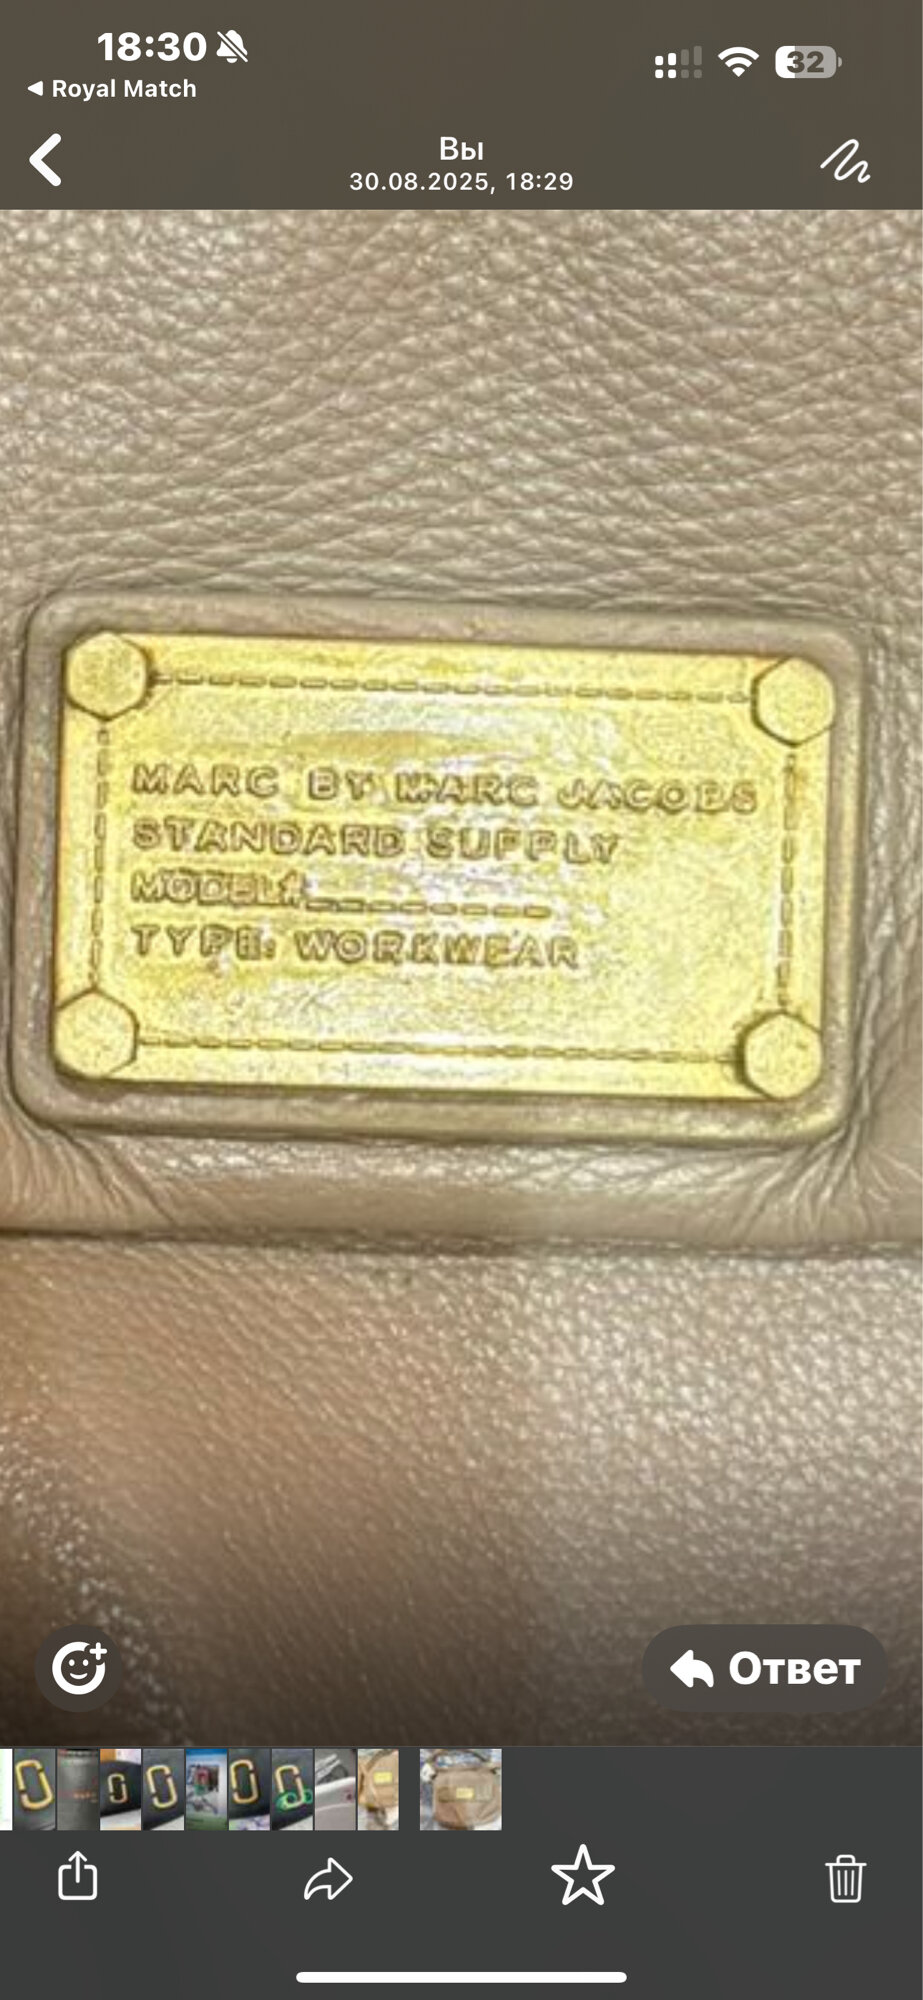 18:30
32
Royal Match
Вы
30.08.2025, 18:29
MARC BY MARC JACOBS
STANDARD SUPPLY
MODEL#_________
TYPE: WORKWEAR
Ответ